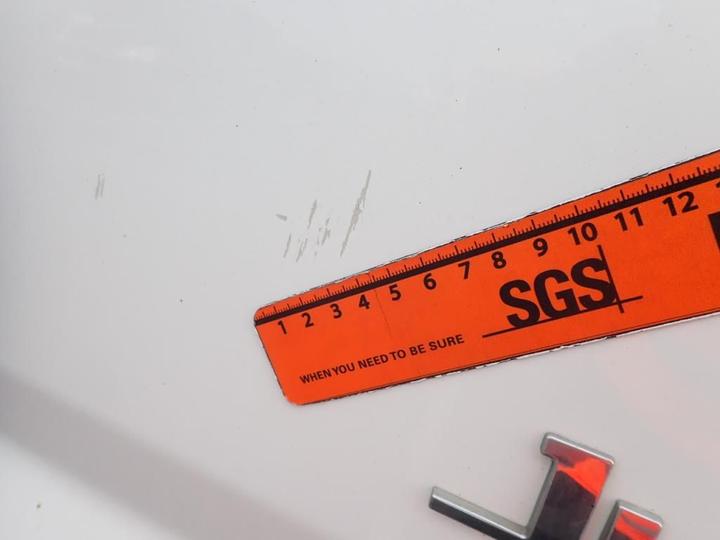 1 2 3 4 5 6 7 8 9 10 11 12
SGS
WHEN YOU NEED TO BE SURE